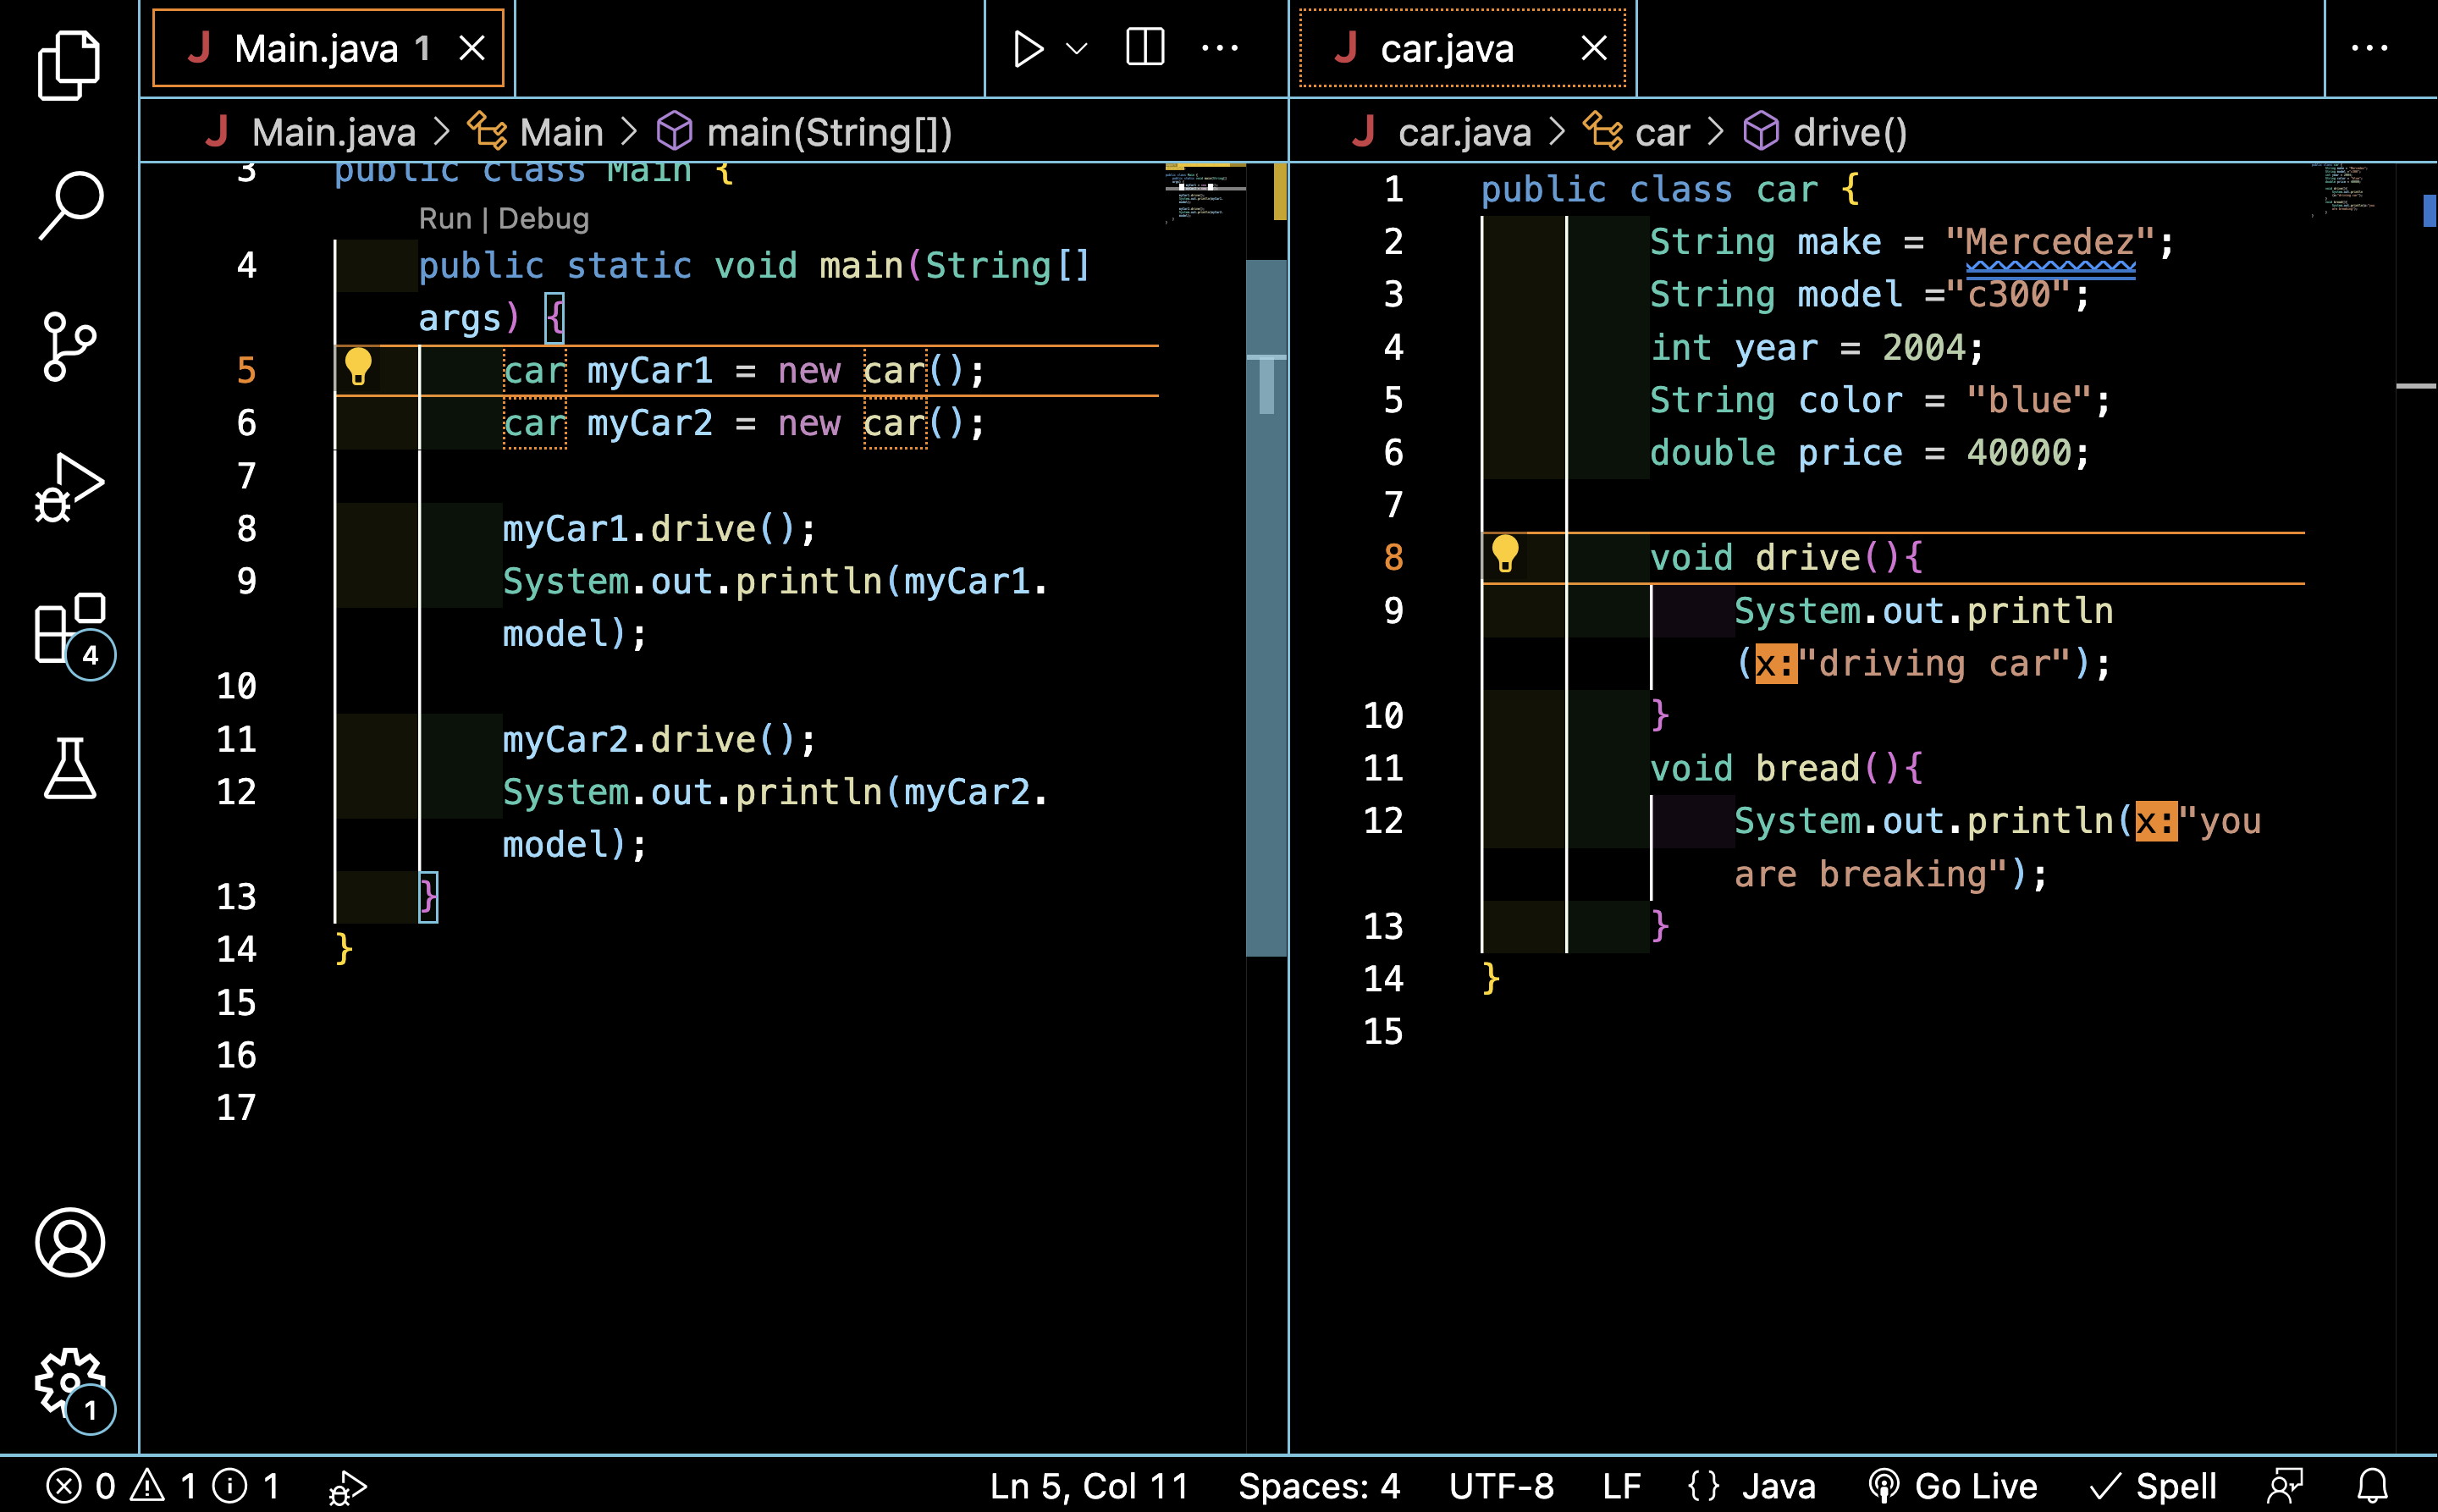 Main.java 1
Main.java > Main > main(String[])
3 public class Main {
Run | Debug
4 public static void main(String[]
args) {
5 car myCar1 = new car();
6 car myCar2 = new car();
7
8 myCar1.drive();
9 System.out.println(myCar1.
model);
10
11 myCar2.drive();
12 System.out.println(myCar2.
model);
13 }
14 }
15
16
17
car.java
car.java > car > drive()
1 public class car {
2 String make = "Mercedez";
3 String model ="c300";
4 int year = 2004;
5 String color = "blue";
6 double price = 40000;
7
8 void drive(){
9 System.out.println
(x:"driving car");
10 }
11 void bread(){
12 System.out.println(x:"you
are breaking");
13 }
14 }
15
4
1
0 1 1 Ln 5, Col 11 Spaces: 4 UTF-8 LF {} Java Go Live Spell